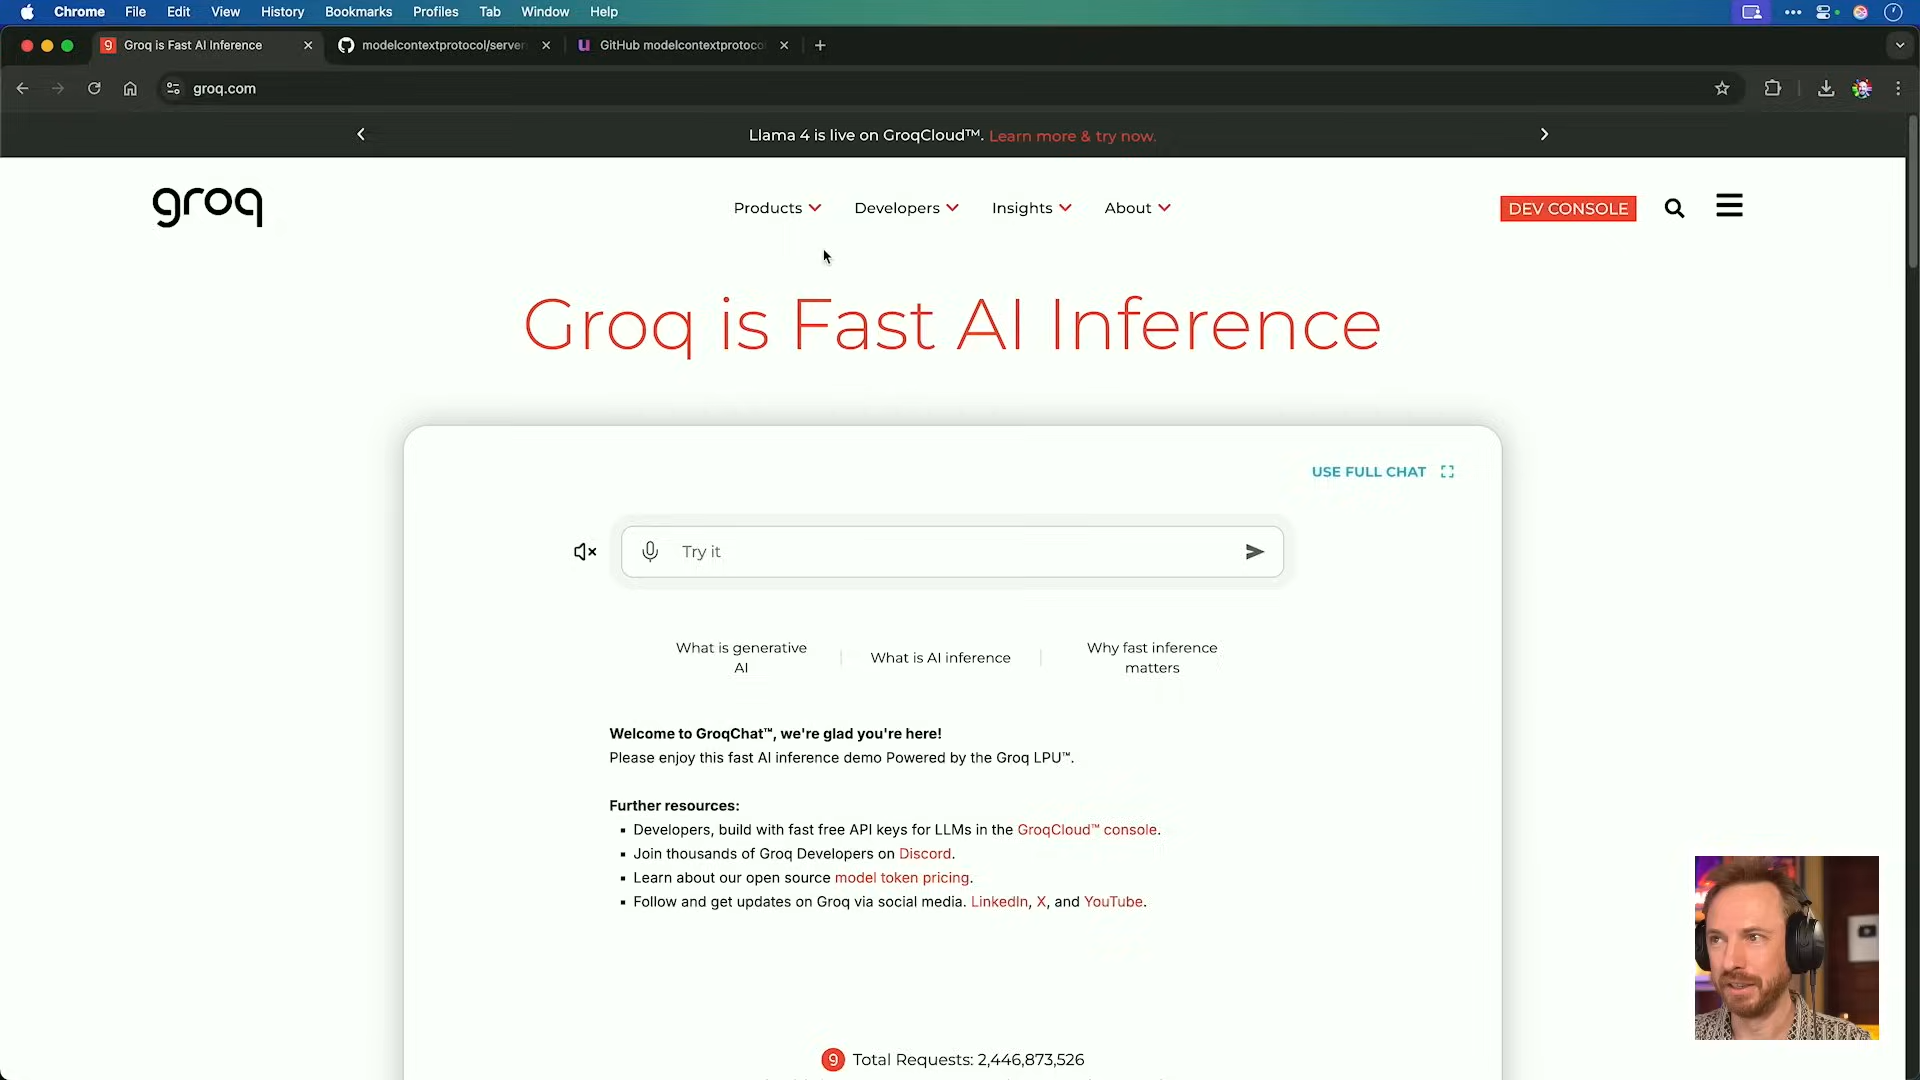 Chrome File Edit View History Bookmarks Profiles Tab Window Help
Groq is Fast AI Inference
modelcontextprotocol/server
GitHub modelcontextprotoco
groq.com
Llama 4 is live on GroqCloud™. Learn more & try now.
groq
Products Developers Insights About
DEV CONSOLE
Groq is Fast AI Inference
USE FULL CHAT
Try it
What is generative
AI
What is AI inference
Why fast inference
matters
Welcome to GroqChat™, we're glad you're here!
Please enjoy this fast AI inference demo Powered by the Groq LPU™.
Further resources:
▪ Developers, build with fast free API keys for LLMs in the GroqCloud™ console.
▪ Join thousands of Groq Developers on Discord.
▪ Learn about our open source model token pricing.
▪ Follow and get updates on Groq via social media. LinkedIn, X, and YouTube.
Total Requests: 2,446,873,526